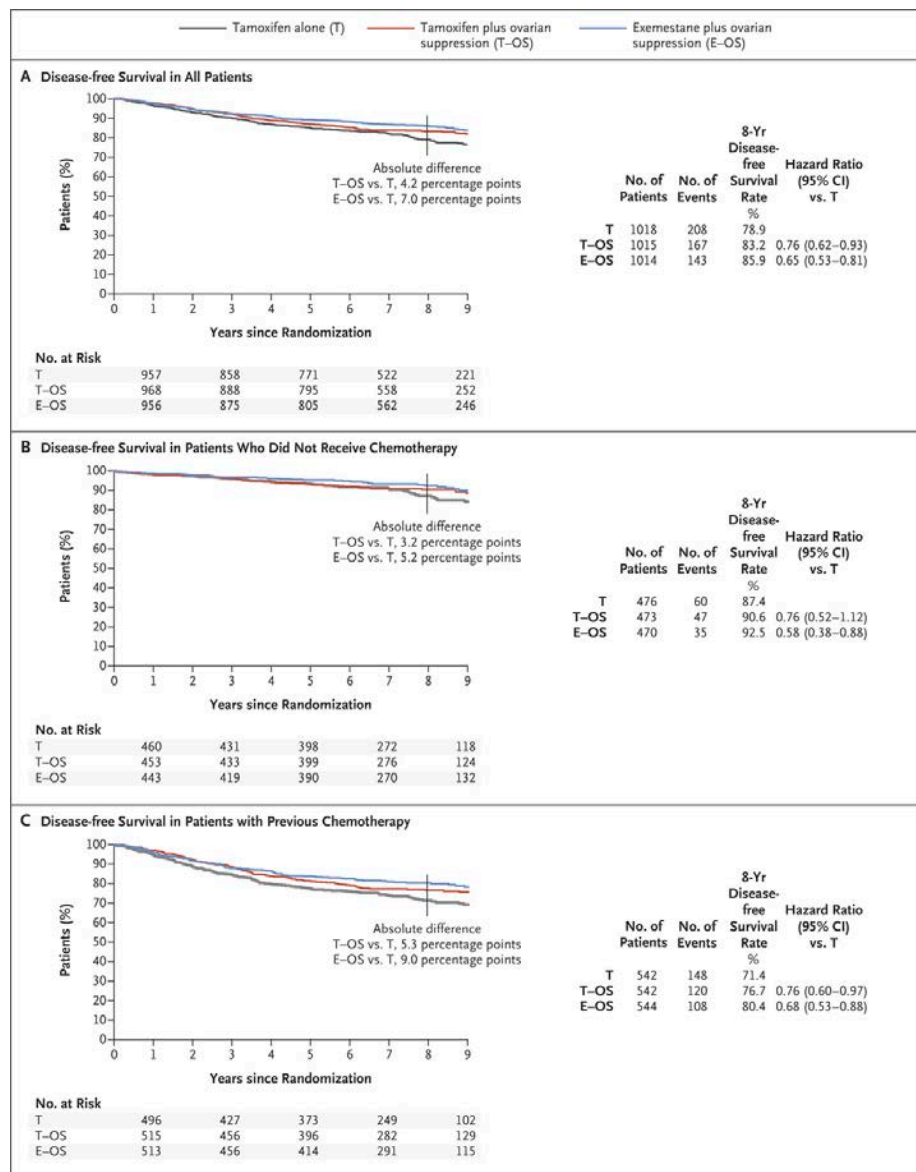 Tamoxifen alone (T) Tamoxifen plus ovarian suppression (T–OS) Exemestane plus ovarian suppression (E–OS)
A Disease-free Survival in All Patients
Patients (%)
100
90
80
70
60
50
40
30
20
10
0
0 1 2 3 4 5 6 7 8 9
Years since Randomization
Absolute difference
T–OS vs. T, 4.2 percentage points
E–OS vs. T, 7.0 percentage points
No. of Patients No. of Events 8-Yr Disease-free Survival Rate Hazard Ratio (95% CI) vs. T
%
T 1018 208 78.9
T–OS 1015 167 83.2 0.76 (0.62–0.93)
E–OS 1014 143 85.9 0.65 (0.53–0.81)
No. at Risk
T 957 858 771 522 221
T–OS 968 888 795 558 252
E–OS 956 875 805 562 246
B Disease-free Survival in Patients Who Did Not Receive Chemotherapy
Patients (%)
100
90
80
70
60
50
40
30
20
10
0
0 1 2 3 4 5 6 7 8 9
Years since Randomization
Absolute difference
T–OS vs. T, 3.2 percentage points
E–OS vs. T, 5.2 percentage points
No. of Patients No. of Events 8-Yr Disease-free Survival Rate Hazard Ratio (95% CI) vs. T
%
T 476 60 87.4
T–OS 473 47 90.6 0.76 (0.52–1.12)
E–OS 470 35 92.5 0.58 (0.38–0.88)
No. at Risk
T 460 431 398 272 118
T–OS 453 433 399 276 124
E–OS 443 419 390 270 132
C Disease-free Survival in Patients with Previous Chemotherapy
Patients (%)
100
90
80
70
60
50
40
30
20
10
0
0 1 2 3 4 5 6 7 8 9
Years since Randomization
Absolute difference
T–OS vs. T, 5.3 percentage points
E–OS vs. T, 9.0 percentage points
No. of Patients No. of Events 8-Yr Disease-free Survival Rate Hazard Ratio (95% CI) vs. T
%
T 542 148 71.4
T–OS 542 120 76.7 0.76 (0.60–0.97)
E–OS 544 108 80.4 0.68 (0.53–0.88)
No. at Risk
T 496 427 373 249 102
T–OS 515 456 396 282 129
E–OS 513 456 414 291 115